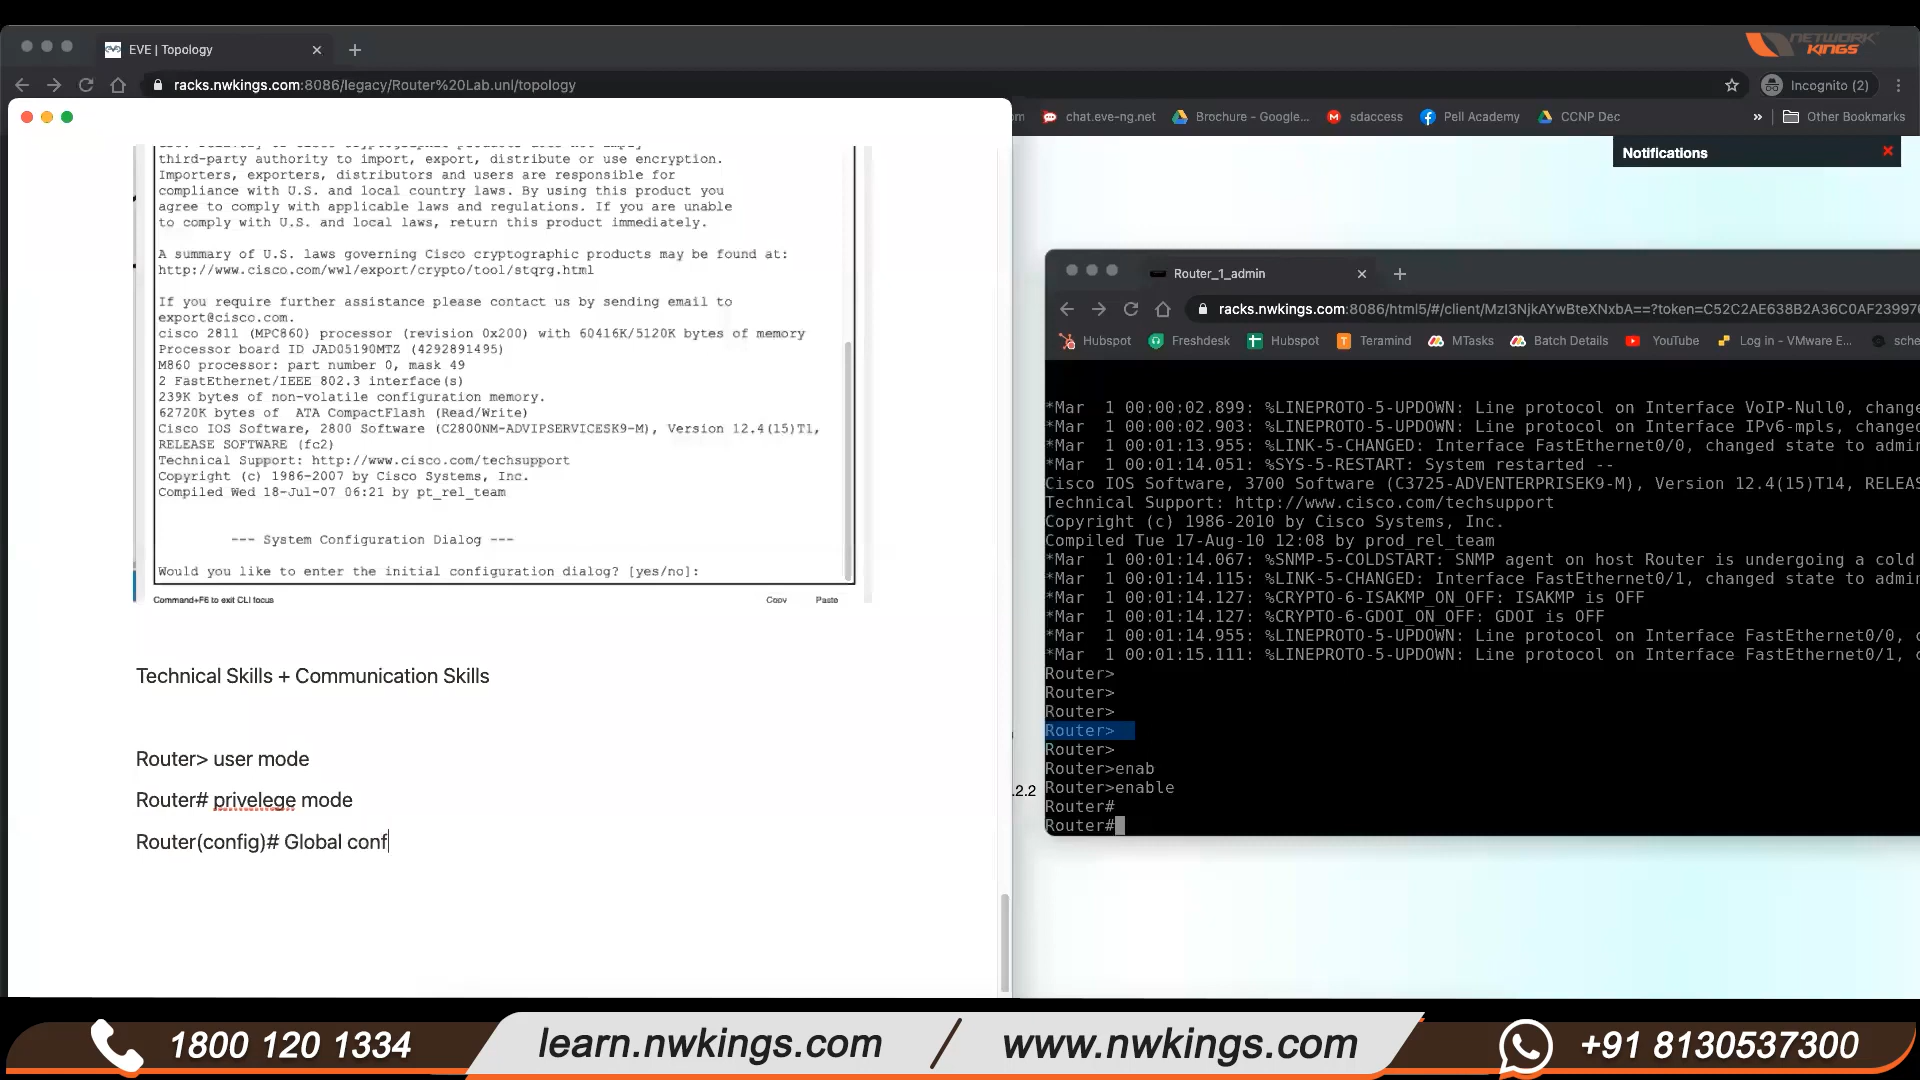 EVE | Topology
NETWORK
KINGS
racks.nwkings.com:8086/legacy/Router%20Lab.unl/topology
Incognito (2)
chat.eve-ng.net
Brochure - Google...
sdaccess
Pell Academy
CCNP Dec
»
Other Bookmarks
Notifications
third-party authority to import, export, distribute or use encryption.
Importers, exporters, distributors and users are responsible for
compliance with U.S. and local country laws. By using this product you
agree to comply with applicable laws and regulations. If you are unable
to comply with U.S. and local laws, return this product immediately.
A summary of U.S. laws governing Cisco cryptographic products may be found at:
http://www.cisco.com/wwl/export/crypto/tool/stqrg.html
If you require further assistance please contact us by sending email to
export@cisco.com.
cisco 2811 (MPC860) processor (revision 0x200) with 60416K/5120K bytes of memory
Processor board ID JAD05190MTZ (4292891495)
M860 processor: part number 0, mask 49
2 FastEthernet/IEEE 802.3 interface(s)
239K bytes of non-volatile configuration memory.
62720K bytes of ATA CompactFlash (Read/Write)
Cisco IOS Software, 2800 Software (C2800NM-ADVIPSERVICESK9-M), Version 12.4(15)T1,
RELEASE SOFTWARE (fc2)
Technical Support: http://www.cisco.com/techsupport
Copyright (c) 1986-2007 by Cisco Systems, Inc.
Compiled Wed 18-Jul-07 06:21 by pt_rel_team
--- System Configuration Dialog ---
Would you like to enter the initial configuration dialog? [yes/no]:
Command+F6 to exit CLI focus
Copy
Paste
Technical Skills + Communication Skills
Router> user mode
Router# privelege mode
Router(config)# Global conf
.2.2
Router_1_admin
racks.nwkings.com:8086/html5/#/client/MzI3NjkAYwBteXNxbA==?token=C52C2AE638B2A36C0AF239976
Hubspot
Freshdesk
Hubspot
Teramind
MTasks
Batch Details
YouTube
Log in - VMware E...
sche
*Mar 1 00:00:02.899: %LINEPROTO-5-UPDOWN: Line protocol on Interface VoIP-Null0, change
*Mar 1 00:00:02.903: %LINEPROTO-5-UPDOWN: Line protocol on Interface IPv6-mpls, changed
*Mar 1 00:01:13.955: %LINK-5-CHANGED: Interface FastEthernet0/0, changed state to admin
*Mar 1 00:01:14.051: %SYS-5-RESTART: System restarted --
Cisco IOS Software, 3700 Software (C3725-ADVENTERPRISEK9-M), Version 12.4(15)T14, RELEAS
Technical Support: http://www.cisco.com/techsupport
Copyright (c) 1986-2010 by Cisco Systems, Inc.
Compiled Tue 17-Aug-10 12:08 by prod_rel_team
*Mar 1 00:01:14.067: %SNMP-5-COLDSTART: SNMP agent on host Router is undergoing a cold
*Mar 1 00:01:14.115: %LINK-5-CHANGED: Interface FastEthernet0/1, changed state to admin
*Mar 1 00:01:14.127: %CRYPTO-6-ISAKMP_ON_OFF: ISAKMP is OFF
*Mar 1 00:01:14.127: %CRYPTO-6-GDOI_ON_OFF: GDOI is OFF
*Mar 1 00:01:14.955: %LINEPROTO-5-UPDOWN: Line protocol on Interface FastEthernet0/0, c
*Mar 1 00:01:15.111: %LINEPROTO-5-UPDOWN: Line protocol on Interface FastEthernet0/1, c
Router>
Router>
Router>
Router>
Router>
Router>enab
Router>enable
Router#
Router#
1800 120 1334
learn.nwkings.com / www.nwkings.com
+91 8130537300